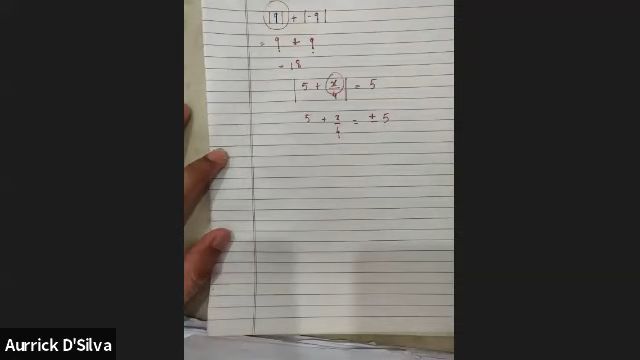 |9| + |-9|
= 9 + 9
= 18
|5 + x/4| = 5
5 + x/4 = ± 5
Aurrick D'Silva